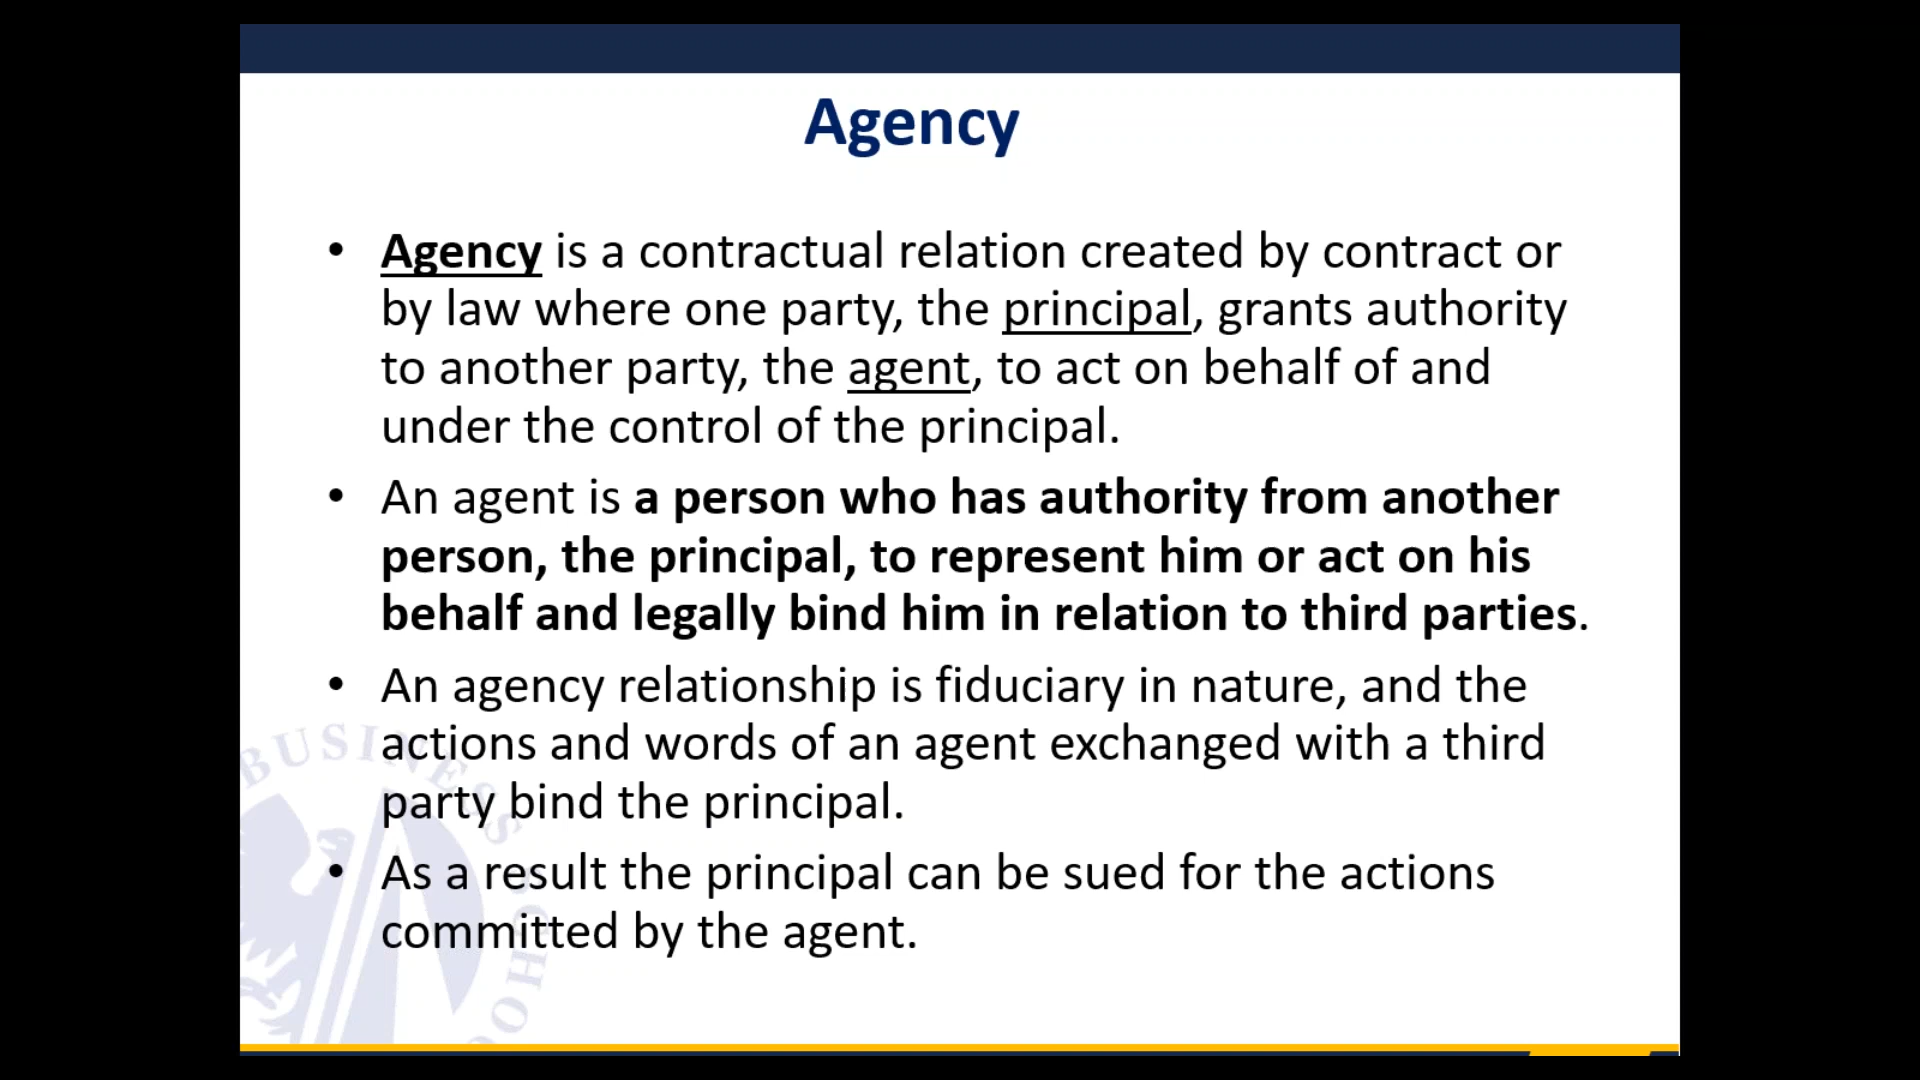 Agency
• Agency is a contractual relation created by contract or
by law where one party, the principal, grants authority
to another party, the agent, to act on behalf of and
under the control of the principal.
• An agent is a person who has authority from another
person, the principal, to represent him or act on his
behalf and legally bind him in relation to third parties.
• An agency relationship is fiduciary in nature, and the
actions and words of an agent exchanged with a third
party bind the principal.
• As a result the principal can be sued for the actions
committed by the agent.
BUSINESS